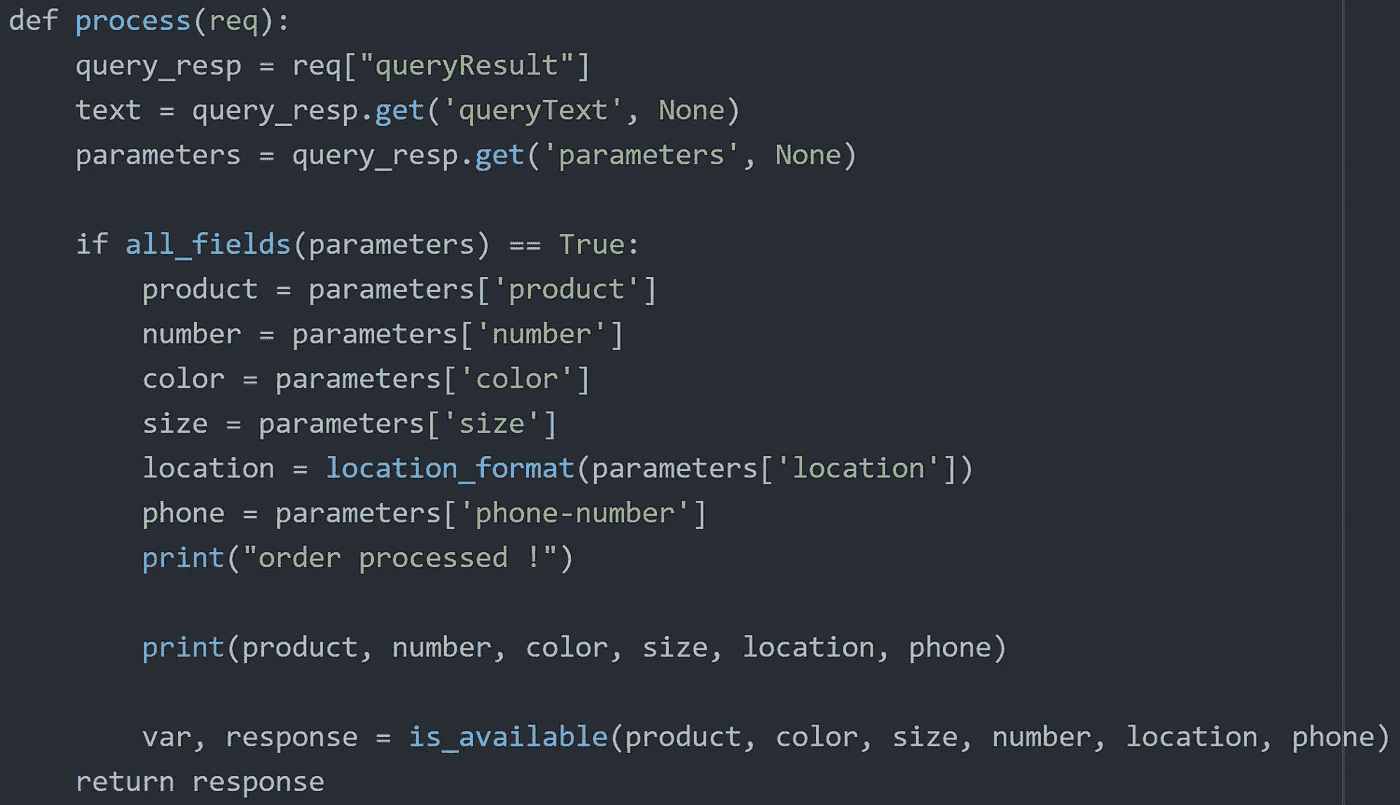 def process(req):
    query_resp = req["queryResult"]
    text = query_resp.get('queryText', None)
    parameters = query_resp.get('parameters', None)

    if all_fields(parameters) == True:
        product = parameters['product']
        number = parameters['number']
        color = parameters['color']
        size = parameters['size']
        location = location_format(parameters['location'])
        phone = parameters['phone-number']
        print("order processed !")

        print(product, number, color, size, location, phone)

        var, response = is_available(product, color, size, number, location, phone)
    return response